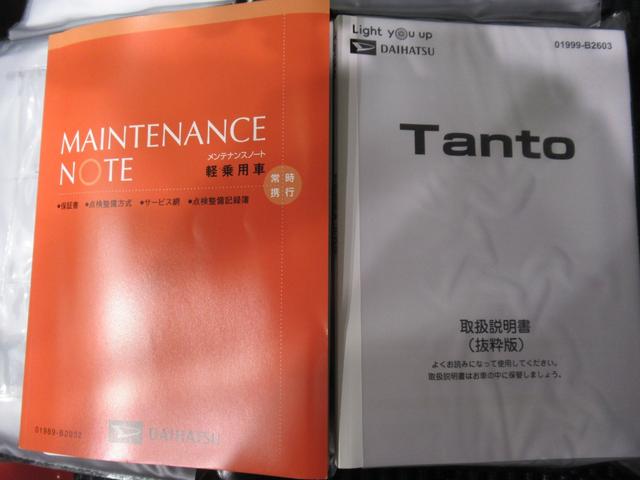 MAINTENANCE
NOTE
メンテナンスノート
軽乗用車
常時
携行
●保証書 ●点検整備方式 ●サービス網 ●点検整備記録簿
DAIHATSU
Light you up
DAIHATSU
01999-B2603
Tanto
取扱説明書
(抜粋版)
よくお読みになって使用してください。
取扱説明書はお車の中に保管しましょう。